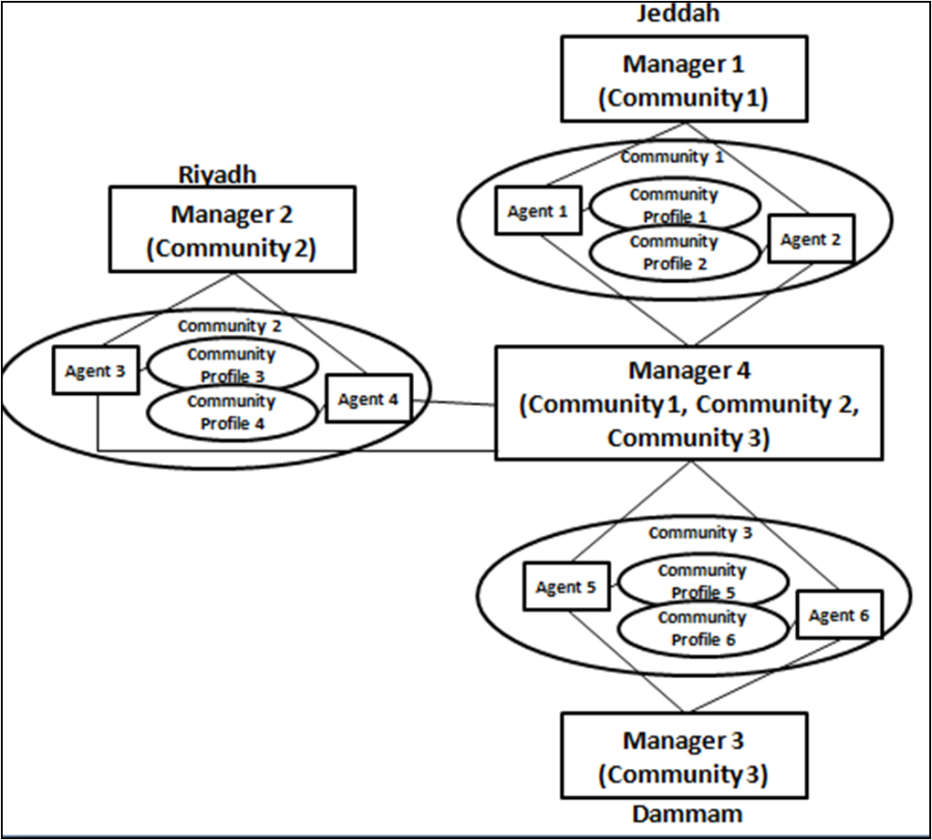 Jeddah
Manager 1
(Community 1)
Community 1
Agent 1
Community
Profile 1
Community
Profile 2
Agent 2
Riyadh
Manager 2
(Community 2)
Community 2
Agent 3
Community
Profile 3
Community
Profile 4
Agent 4
Manager 4
(Community 1, Community 2,
Community 3)
Community 3
Agent 5
Community
Profile 5
Community
Profile 6
Agent 6
Manager 3
(Community 3)
Dammam